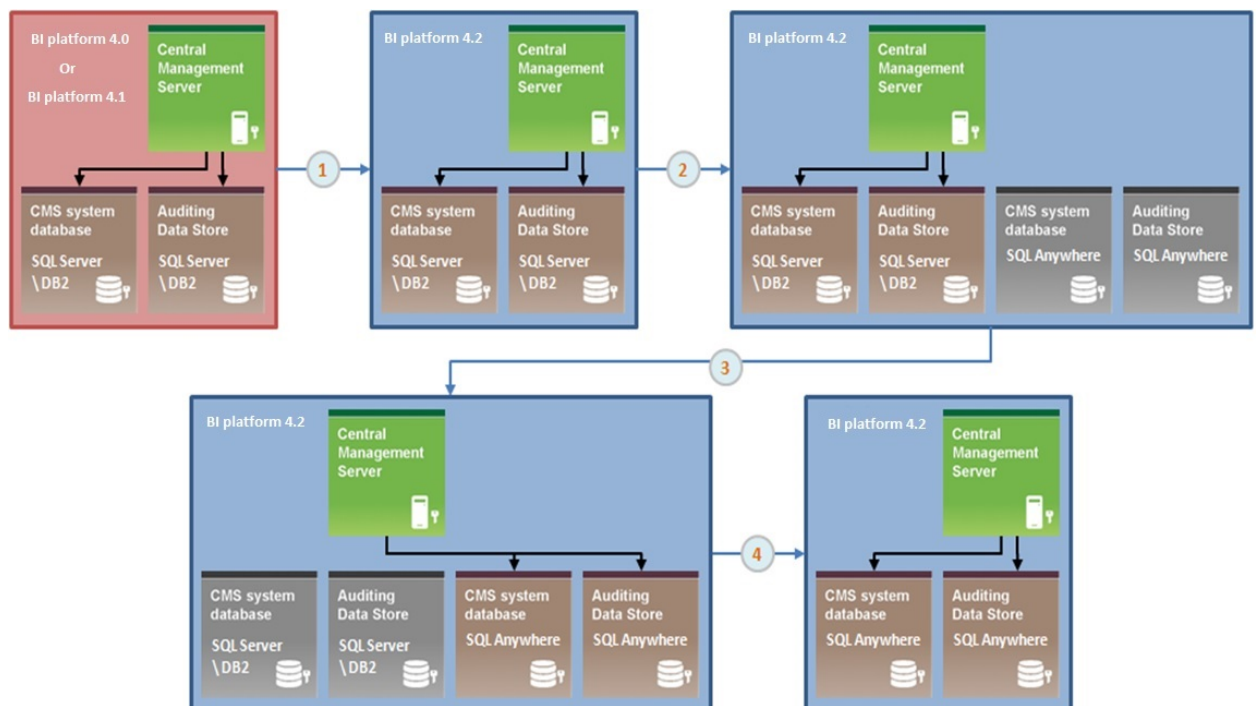 BI platform 4.0
Or
BI platform 4.1
Central
Management
Server
CMS system
database
SQL Server
\DB2
Auditing
Data Store
SQL Server
\DB2
1
BI platform 4.2
Central
Management
Server
CMS system
database
SQL Server
\DB2
Auditing
Data Store
SQL Server
\DB2
2
BI platform 4.2
Central
Management
Server
CMS system
database
SQL Server
\DB2
Auditing
Data Store
SQL Server
\DB2
CMS system
database
SQL Anywhere
Auditing
Data Store
SQL Anywhere
3
BI platform 4.2
Central
Management
Server
CMS system
database
SQL Server
\DB2
Auditing
Data Store
SQL Server
\DB2
CMS system
database
SQL Anywhere
Auditing
Data Store
SQL Anywhere
4
BI platform 4.2
Central
Management
Server
CMS system
database
SQL Anywhere
Auditing
Data Store
SQL Anywhere